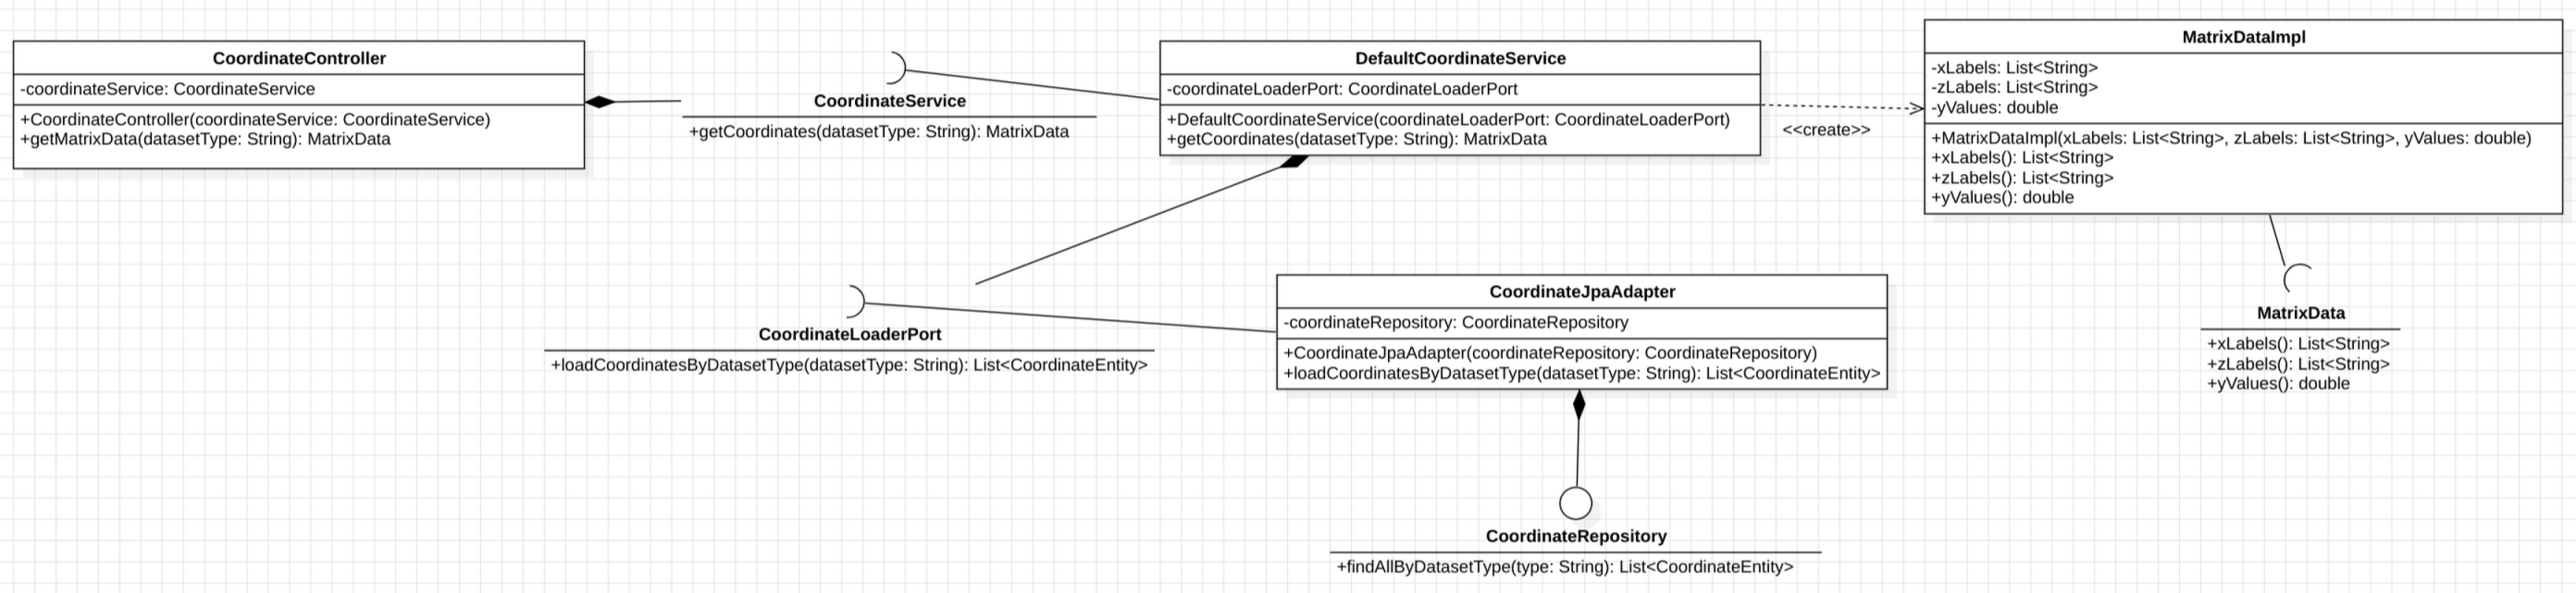 CoordinateController
-coordinateService: CoordinateService
+CoordinateController(coordinateService: CoordinateService)
+getMatrixData(datasetType: String): MatrixData
CoordinateService
+getCoordinates(datasetType: String): MatrixData
DefaultCoordinateService
-coordinateLoaderPort: CoordinateLoaderPort
+DefaultCoordinateService(coordinateLoaderPort: CoordinateLoaderPort)
+getCoordinates(datasetType: String): MatrixData
<<create>>
MatrixDataImpl
-xLabels: List<String>
-zLabels: List<String>
-yValues: double
+MatrixDataImpl(xLabels: List<String>, zLabels: List<String>, yValues: double)
+xLabels(): List<String>
+zLabels(): List<String>
+yValues(): double
CoordinateLoaderPort
+loadCoordinatesByDatasetType(datasetType: String): List<CoordinateEntity>
CoordinateJpaAdapter
-coordinateRepository: CoordinateRepository
+CoordinateJpaAdapter(coordinateRepository: CoordinateRepository)
+loadCoordinatesByDatasetType(datasetType: String): List<CoordinateEntity>
MatrixData
+xLabels(): List<String>
+zLabels(): List<String>
+yValues(): double
CoordinateRepository
+findAllByDatasetType(type: String): List<CoordinateEntity>